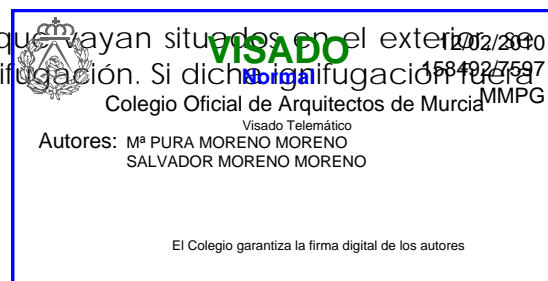 que vayan situados en el exterior, se
ifugación. Si dicha ignifugación fuera
VISADO
Normal
12/02/2010
158492/7597
MMPG
Colegio Oficial de Arquitectos de Murcia
Visado Telemático
Autores: Mª PURA MORENO MORENO
SALVADOR MORENO MORENO
El Colegio garantiza la firma digital de los autores